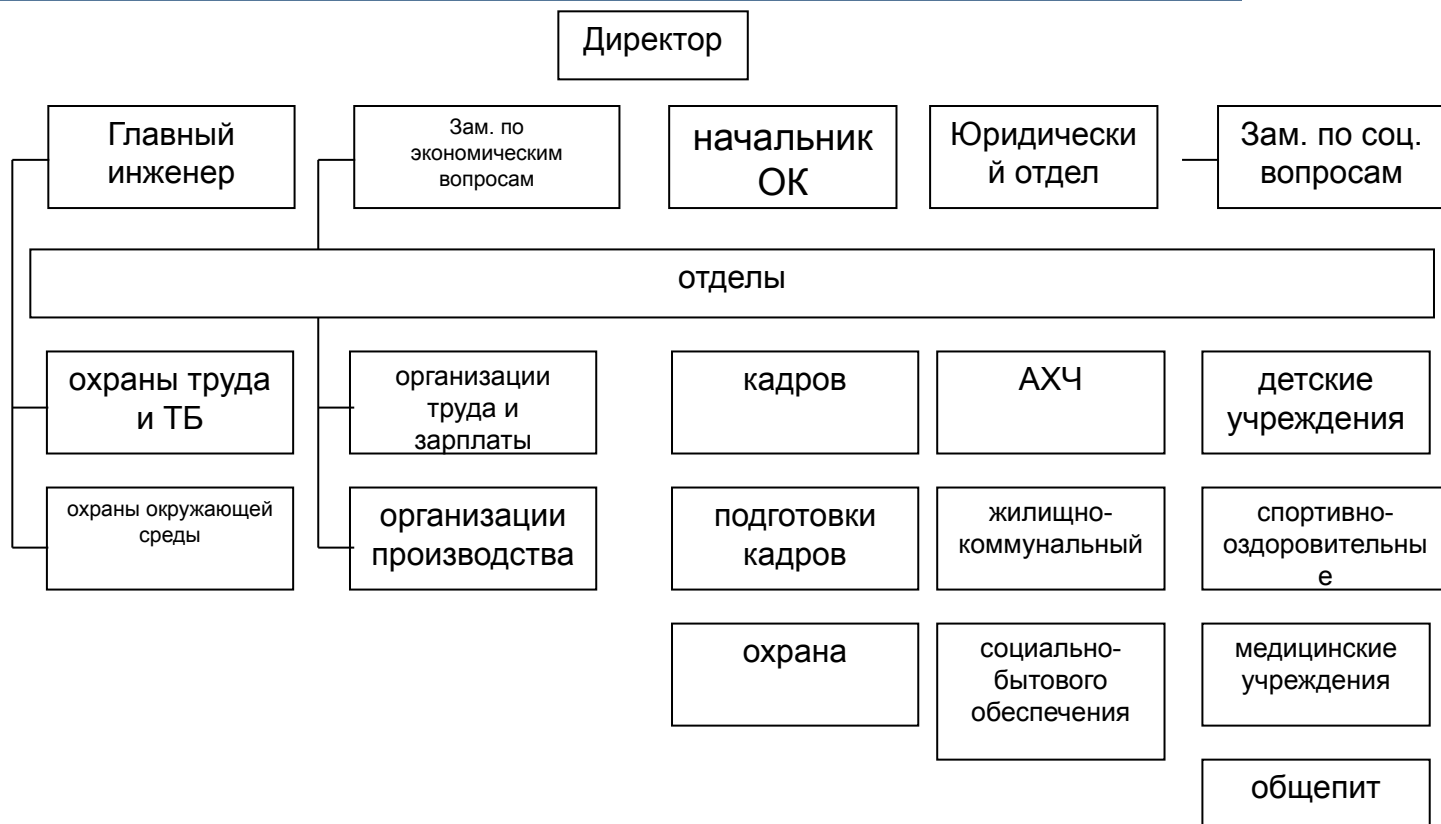 Директор
Главный
инженер
Зам. по
экономическим
вопросам
начальник
ОК
Юридически
й отдел
Зам. по соц.
вопросам
отделы
охраны труда
и ТБ
организации
труда и
зарплаты
кадров
АХЧ
детские
учреждения
охраны окружающей
среды
организации
производства
подготовки
кадров
жилищно-
коммунальный
спортивно-
оздоровительны
е
охрана
социально-
бытового
обеспечения
медицинские
учреждения
общепит